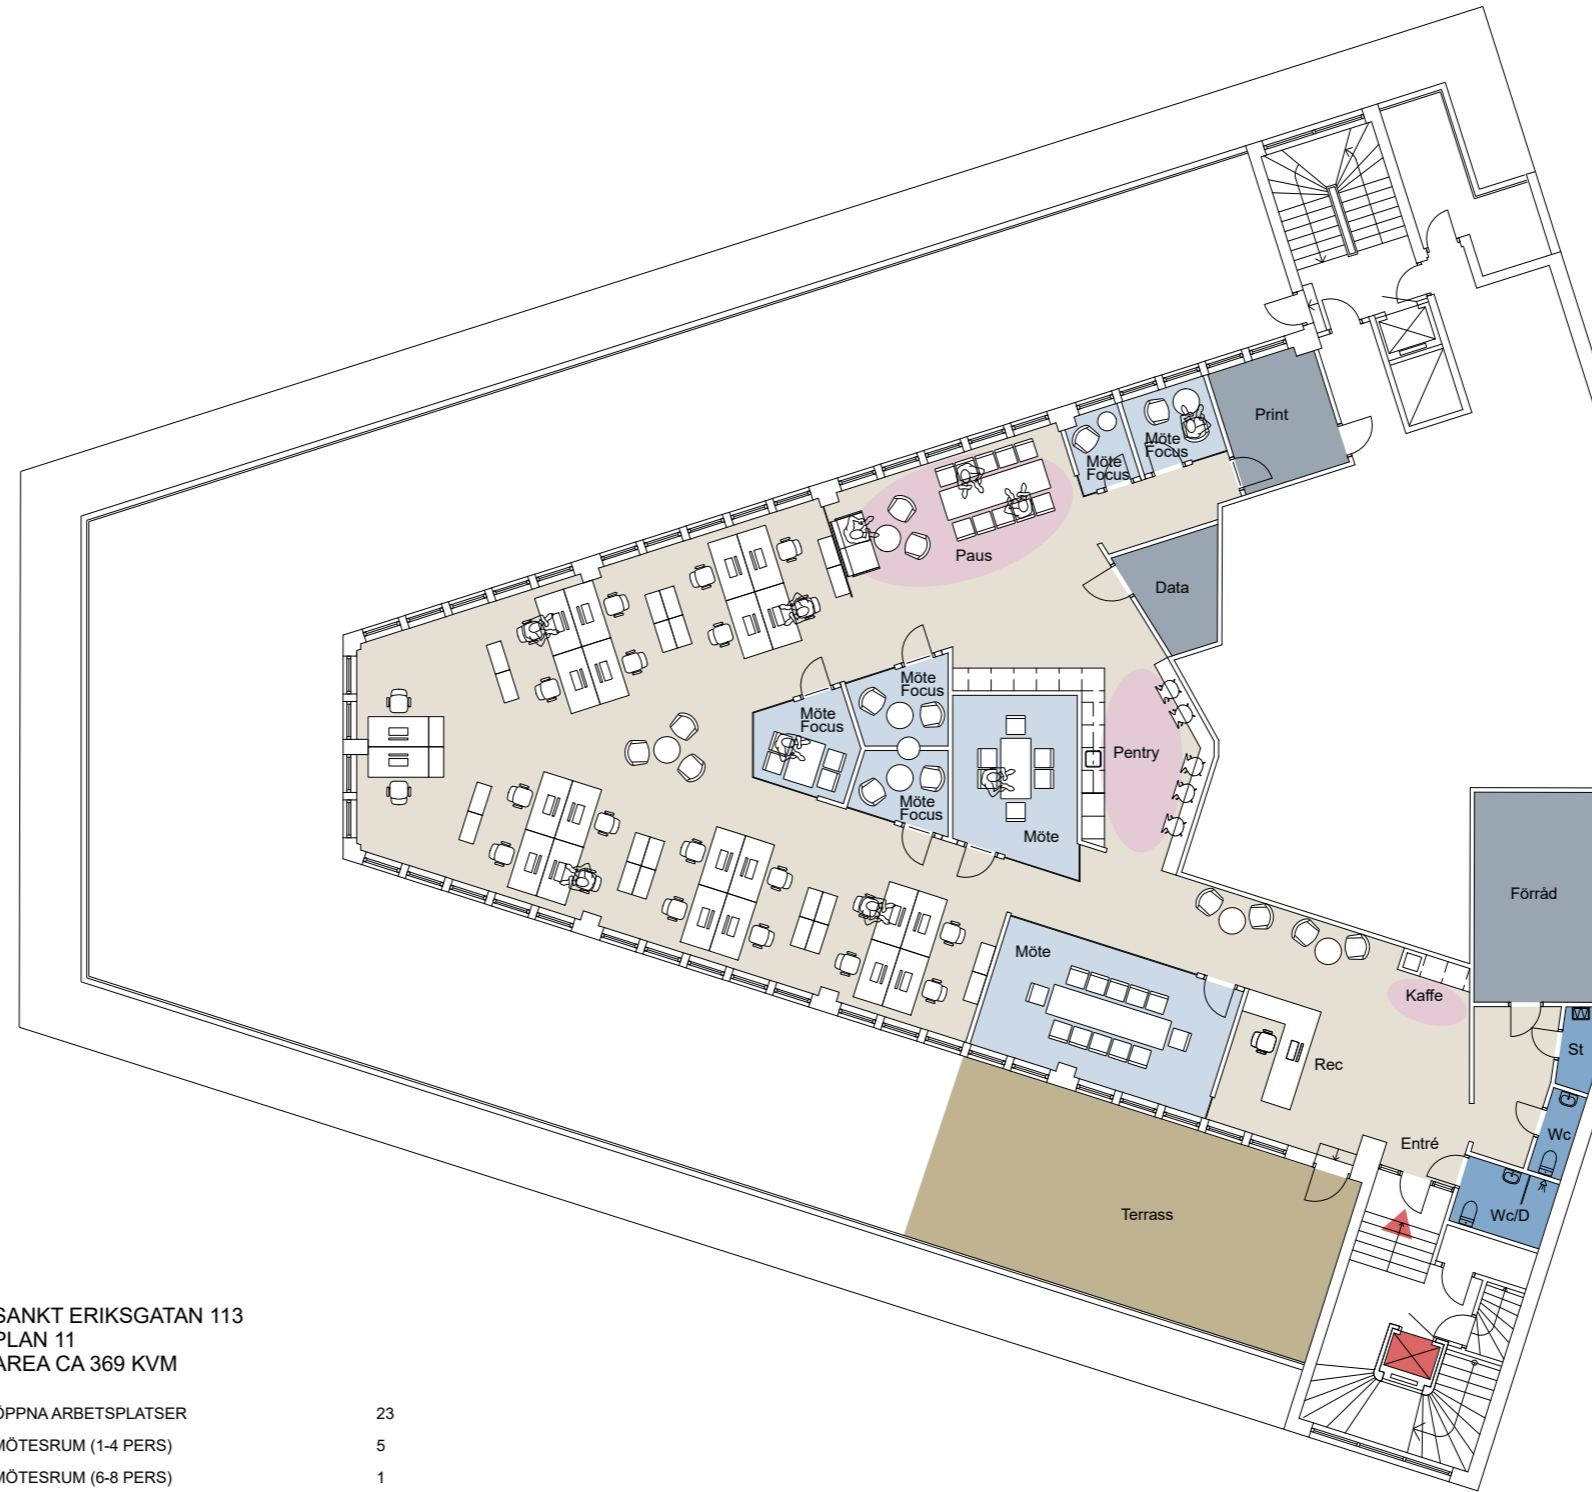 Print
Möte
Focus
Möte
Focus
Paus
Data
Möte
Focus
Möte
Focus
Pentry
Möte
Focus
Möte
Förråd
Möte
Kaffe
St
Rec
Wc
Entré
Terrass
Wc/D
SANKT ERIKSGATAN 113
PLAN 11
AREA CA 369 KVM
ÖPPNA ARBETSPLATSER 23
MÖTESRUM (1-4 PERS) 5
MÖTESRUM (6-8 PERS) 1